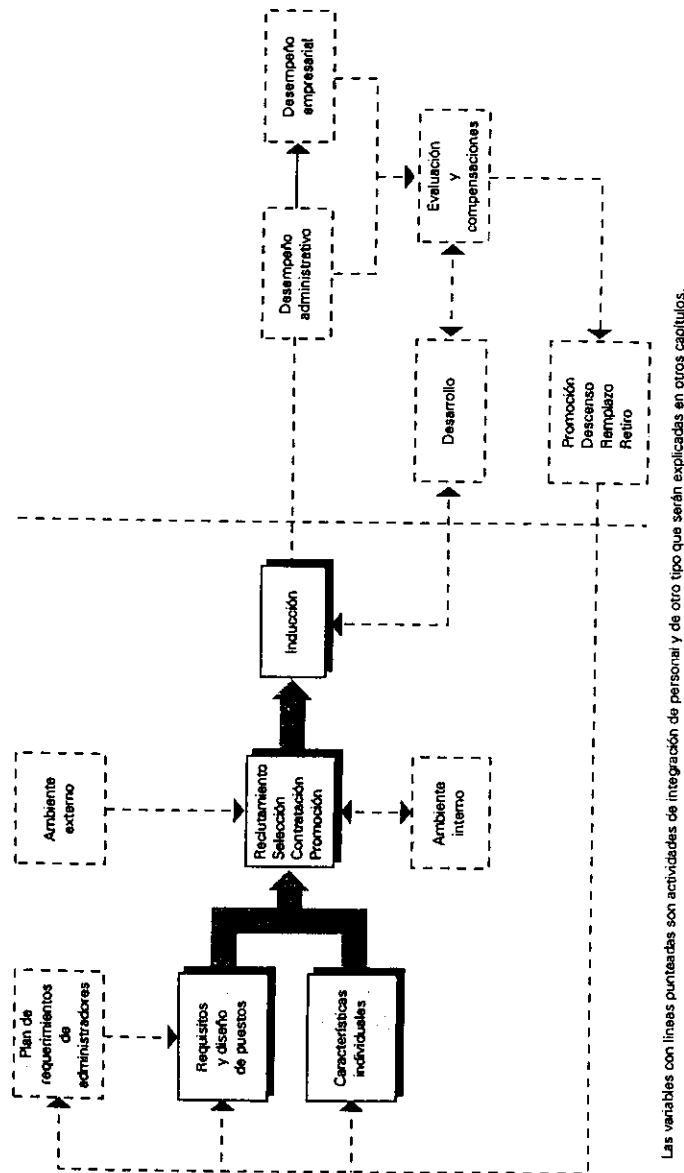 Plan de
requerimientos
de
administradores
Ambiente
externo
Requisitos
y diseño
de puestos
Características
individuales
Reclutamiento
Selección
Contratación
Promoción
Ambiente
interno
Inducción
Desempeño
administrativo
Desempeño
empresarial
Desarrollo
Evaluación
y
compensaciones
Promoción
Descenso
Remplazo
Retiro
Las variables con líneas punteadas son actividades de integración de personal y de otro tipo que serán explicadas en otros capítulos.